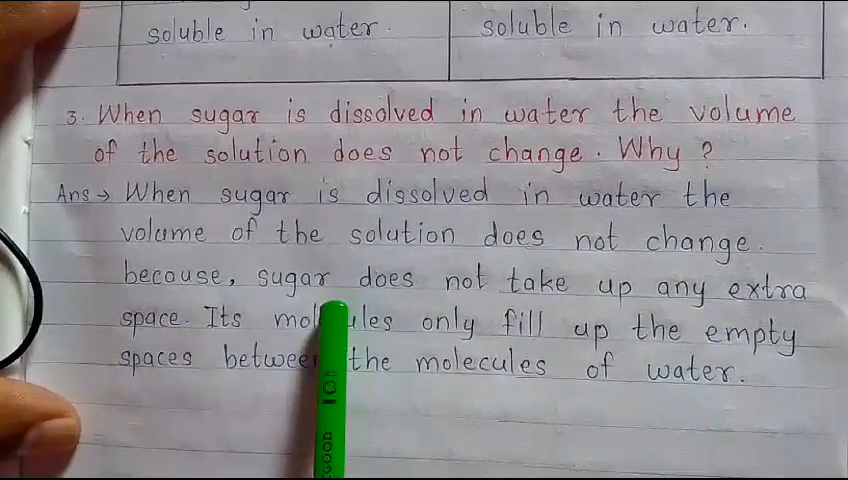 soluble in water.
soluble in water.
3. When sugar is dissolved in water the volume
of the solution does not change. Why?
Ans → When sugar is dissolved in water the
volume of the solution does not change.
because, sugar does not take up any extra
space. Its only fill up the empty
spaces between the molecules of water.
101